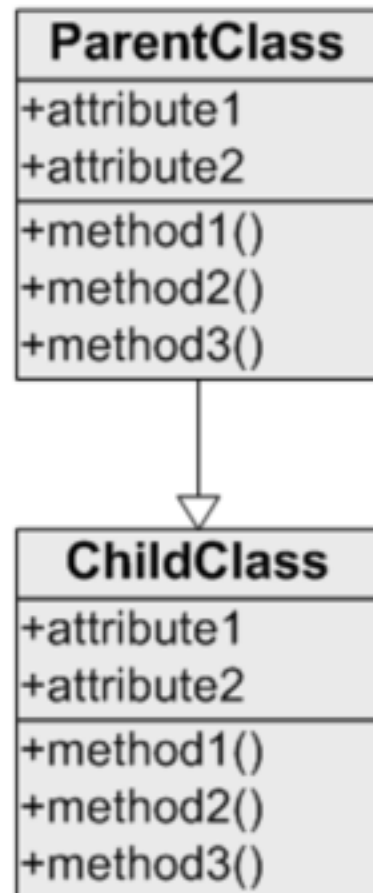 ParentClass
+attribute1
+attribute2
+method1()
+method2()
+method3()
ChildClass
+attribute1
+attribute2
+method1()
+method2()
+method3()